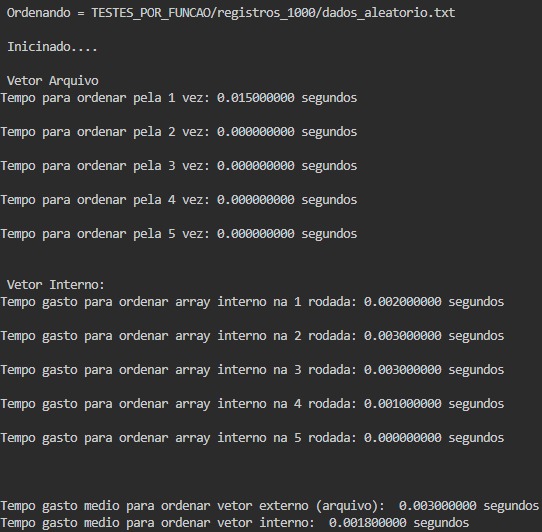 Ordenando = TESTES_POR_FUNCAO/registros_1000/dados_aleatorio.txt
Inicinado....
Vetor Arquivo
Tempo para ordenar pela 1 vez: 0.015000000 segundos
Tempo para ordenar pela 2 vez: 0.000000000 segundos
Tempo para ordenar pela 3 vez: 0.000000000 segundos
Tempo para ordenar pela 4 vez: 0.000000000 segundos
Tempo para ordenar pela 5 vez: 0.000000000 segundos
Vetor Interno:
Tempo gasto para ordenar array interno na 1 rodada: 0.002000000 segundos
Tempo gasto para ordenar array interno na 2 rodada: 0.003000000 segundos
Tempo gasto para ordenar array interno na 3 rodada: 0.003000000 segundos
Tempo gasto para ordenar array interno na 4 rodada: 0.001000000 segundos
Tempo gasto para ordenar array interno na 5 rodada: 0.000000000 segundos
Tempo gasto medio para ordenar vetor externo (arquivo):  0.003000000 segundos
Tempo gasto medio para ordenar vetor interno:  0.001800000 segundos